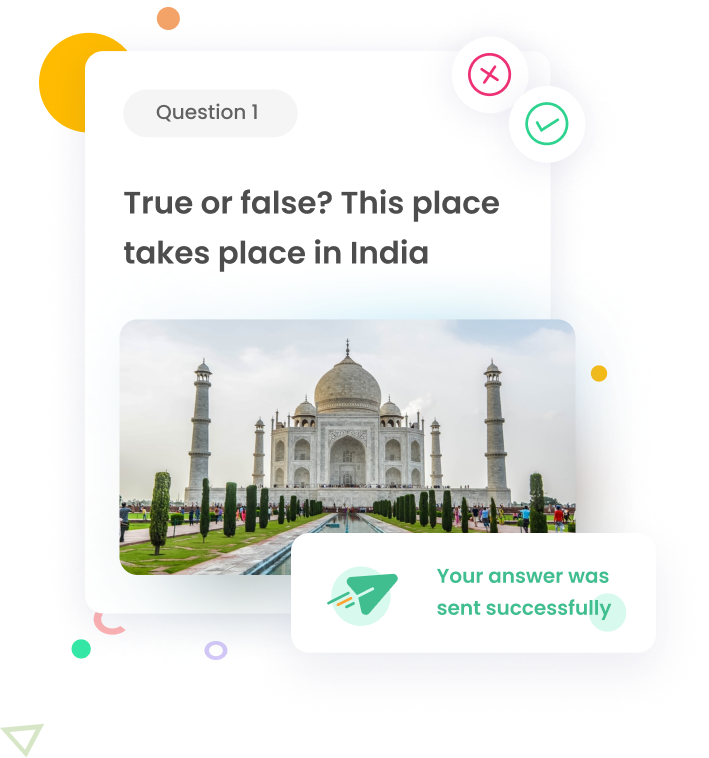 Question 1
True or false? This place
takes place in India
Your answer was
sent successfully